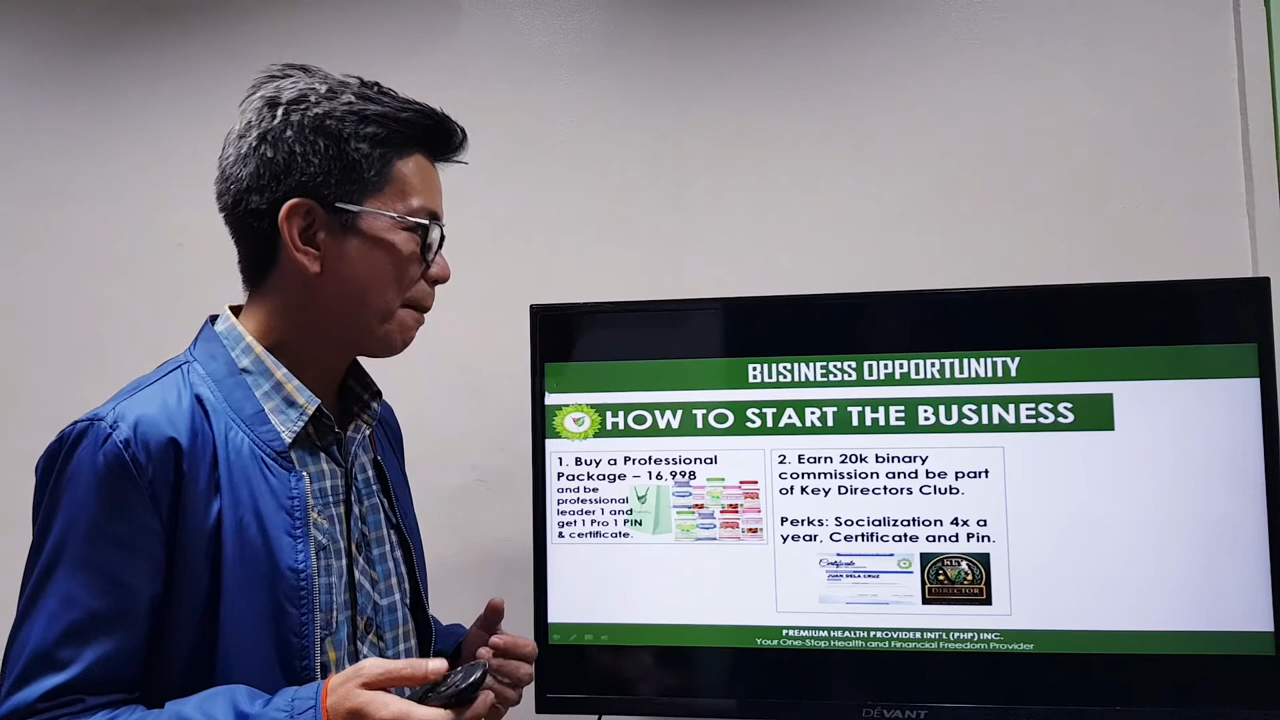 BUSINESS OPPORTUNITY
HOW TO START THE BUSINESS
1. Buy a Professional
Package – 16,998
and be
professional
leader 1 and
get 1 Pro 1 PIN
& certificate.
2. Earn 20k binary
commission and be part
of Key Directors Club.
Perks: Socialization 4x a
year, Certificate and Pin.
Certificate
JUAN DELA CRUZ
KEY
DIRECTOR
PREMIUM HEALTH PROVIDER INT'L (PHP) INC.
Your One-Stop Health and Financial Freedom Provider
DEVANT